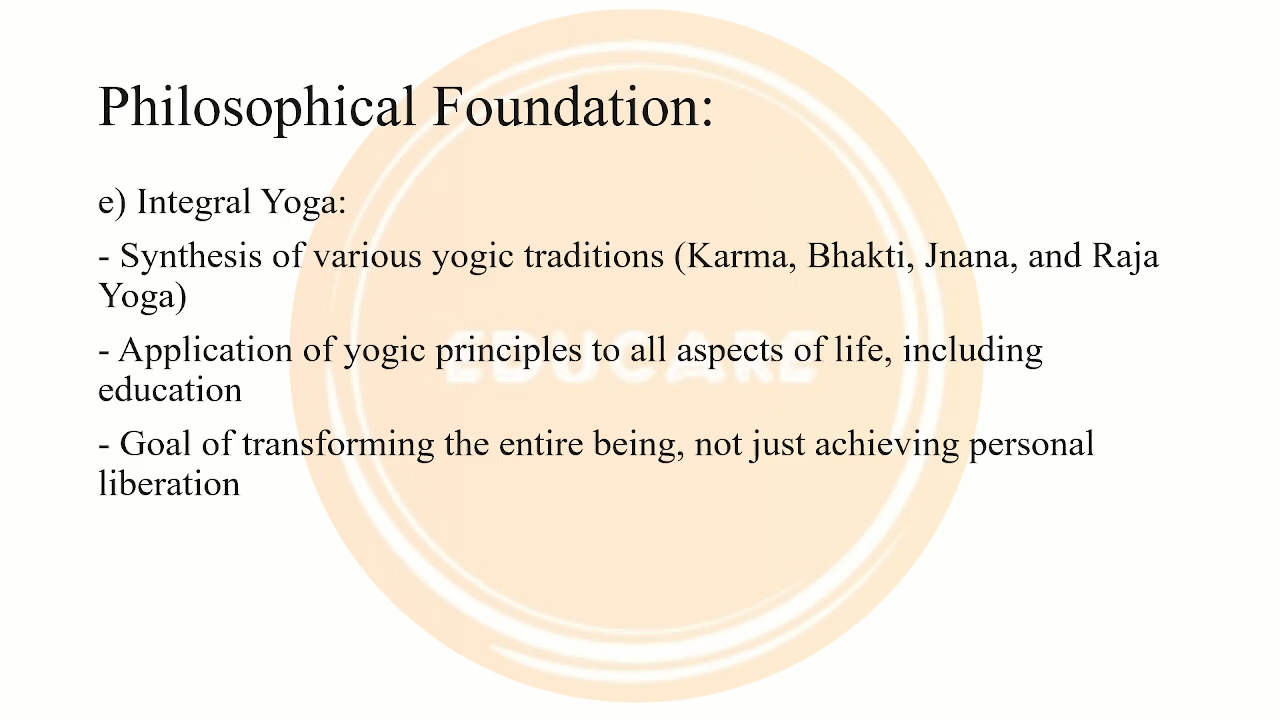 Philosophical Foundation:
e) Integral Yoga:
- Synthesis of various yogic traditions (Karma, Bhakti, Jnana, and Raja
Yoga)
- Application of yogic principles to all aspects of life, including
education
- Goal of transforming the entire being, not just achieving personal
liberation
EDUCARE